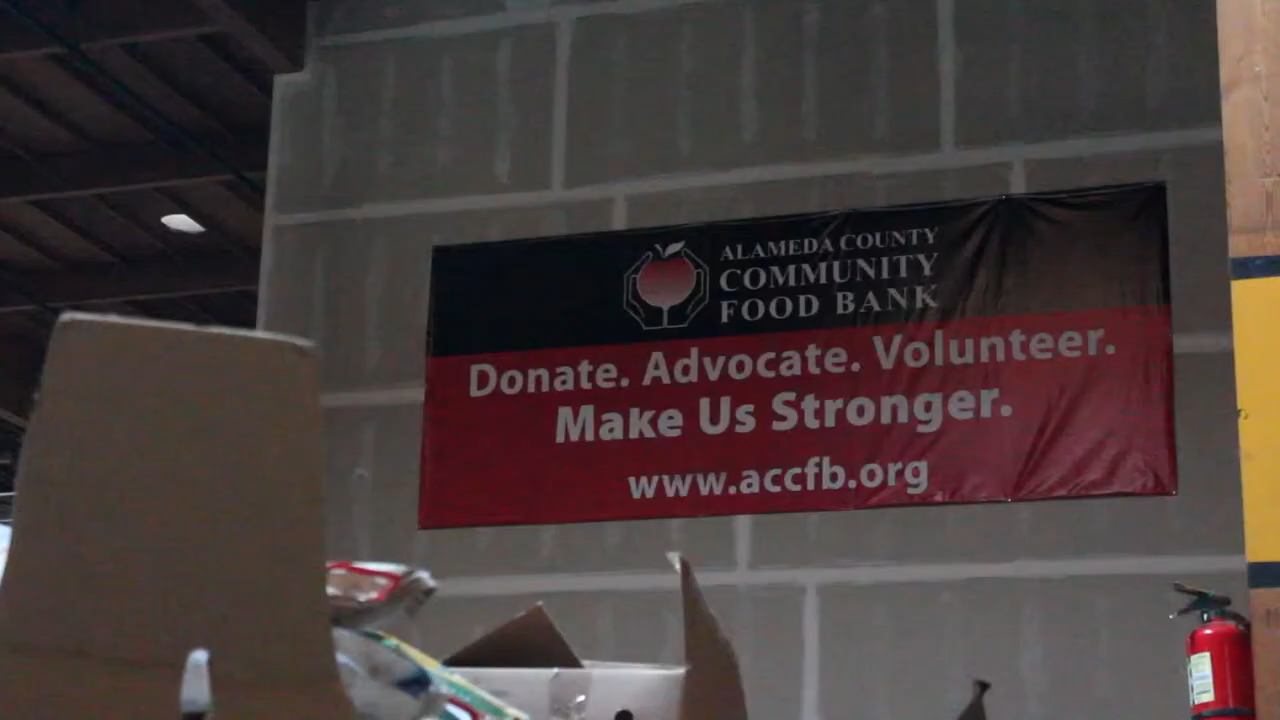 ALAMEDA COUNTY
COMMUNITY
FOOD BANK
Donate. Advocate. Volunteer.
Make Us Stronger.
www.accfb.org